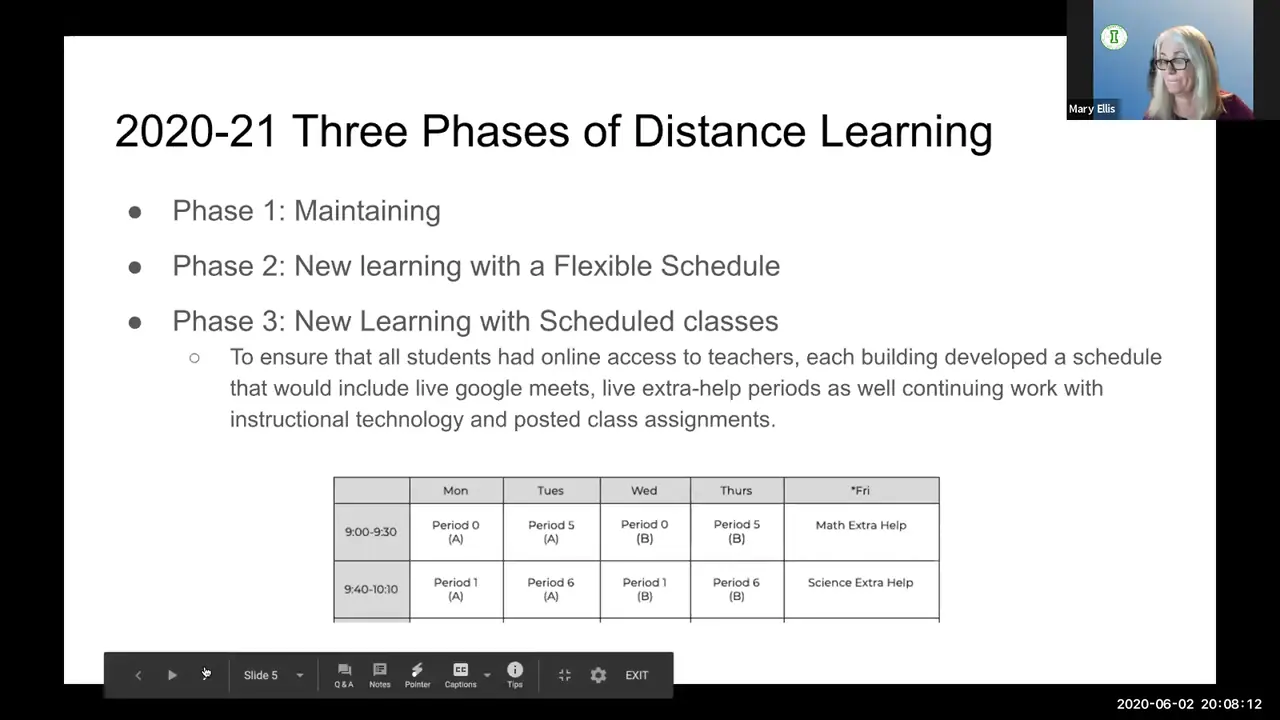 Mary Ellis
2020-21 Three Phases of Distance Learning
● Phase 1: Maintaining
● Phase 2: New learning with a Flexible Schedule
● Phase 3: New Learning with Scheduled classes
○ To ensure that all students had online access to teachers, each building developed a schedule
that would include live google meets, live extra-help periods as well continuing work with
instructional technology and posted class assignments.
Mon Tues Wed Thurs *Fri
9:00-9:30 Period 0 (A) Period 5 (A) Period 0 (B) Period 5 (B) Math Extra Help
9:40-10:10 Period 1 (A) Period 6 (A) Period 1 (B) Period 6 (B) Science Extra Help
Slide 5 Q & A Notes Pointer CC Captions Tips EXIT
2020-06-02 20:08:12